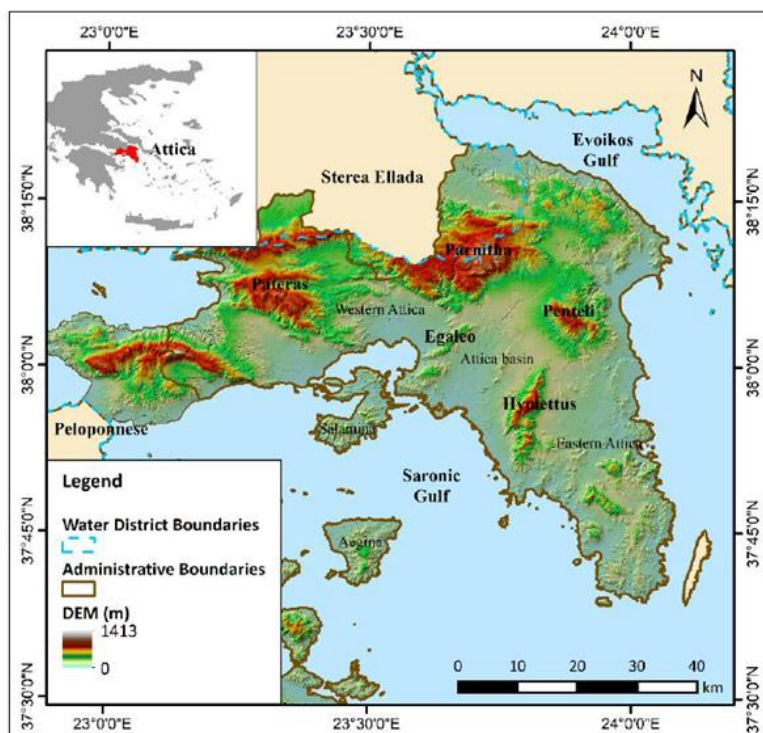 23°0'0"E
23°30'0"E
24°0'0"E
N
Attica
Evoikos
Gulf
Sterea Ellada
38°15'0"N
38°15'0"N
Parnitha
Pateras
Western Attica
Penteli
Egaleo
Attica basin
38°0'0"N
38°0'0"N
Hymettus
Peloponnese
Salamina
Eastern Attica
Saronic
Gulf
Legend
Water District Boundaries
Administrative Boundaries
DEM (m)
1413
0
Aegina
37°45'0"N
37°45'0"N
0 10 20 30 40
km
37°30'0"N
37°30'0"N
23°0'0"E
23°30'0"E
24°0'0"E